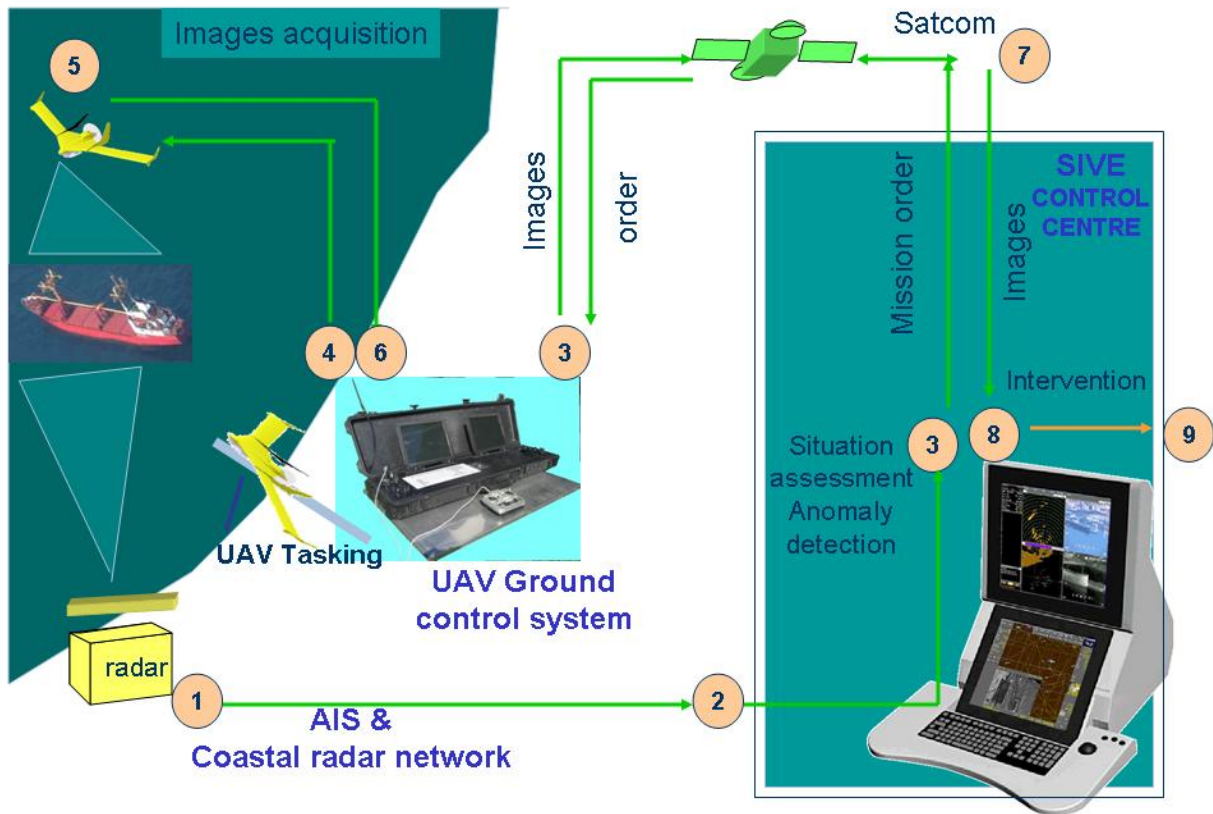 Images acquisition
5
Satcom
7
Images
order
Mission order
Images
SIVE
CONTROL
CENTRE
4
6
3
Intervention
3
8
9
Situation
assessment
Anomaly
detection
UAV Tasking
UAV Ground
control system
radar
1
2
AIS &
Coastal radar network